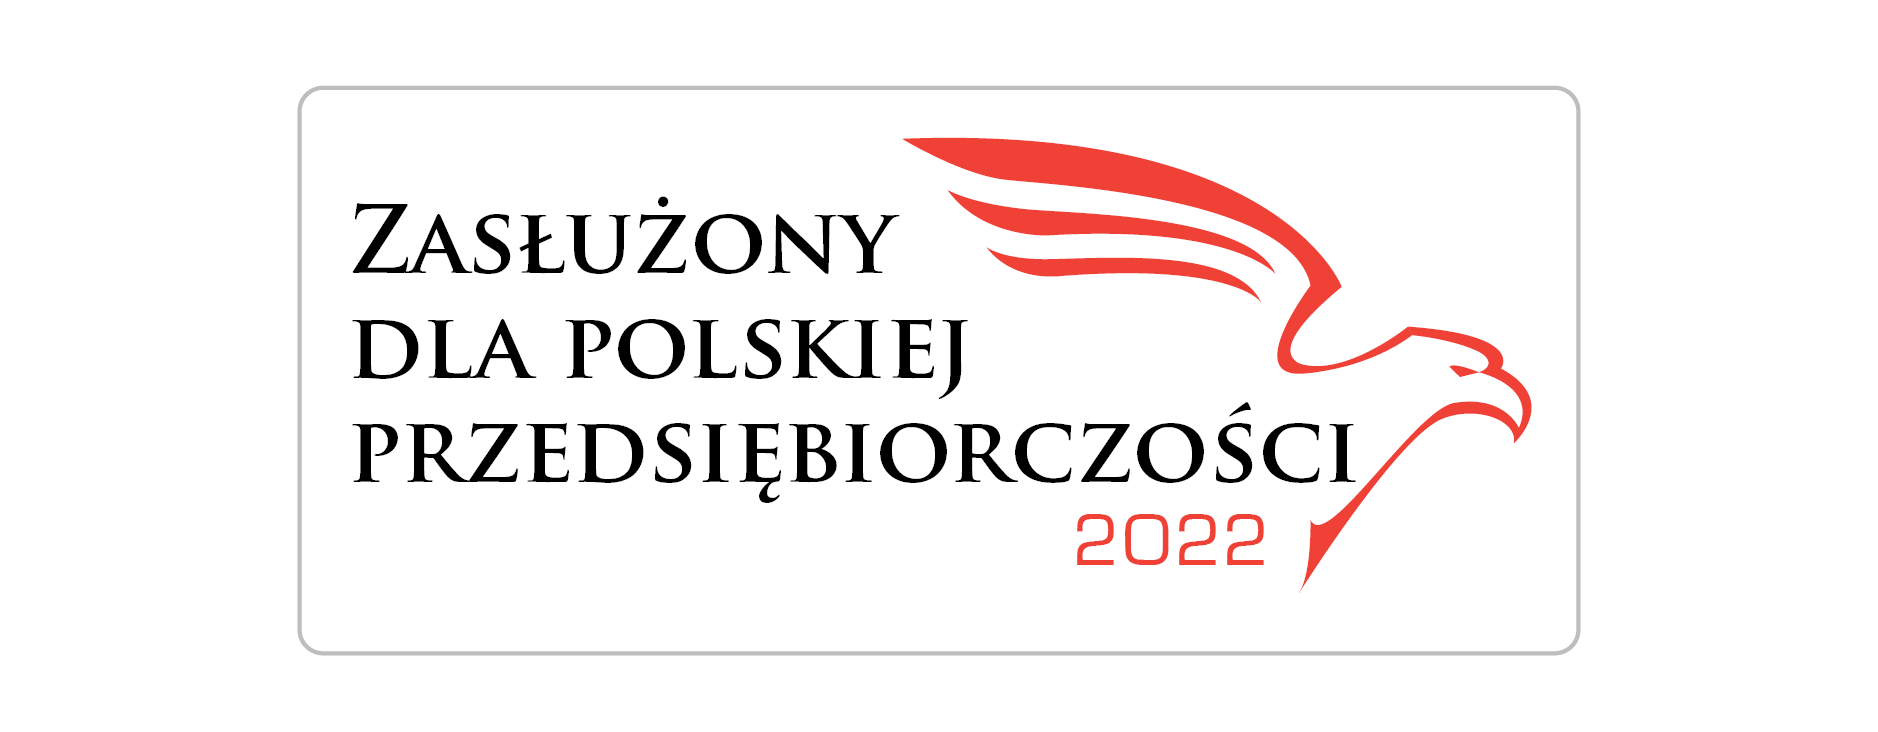 Zasłużony
dla polskiej
przedsiębiorczości
2022